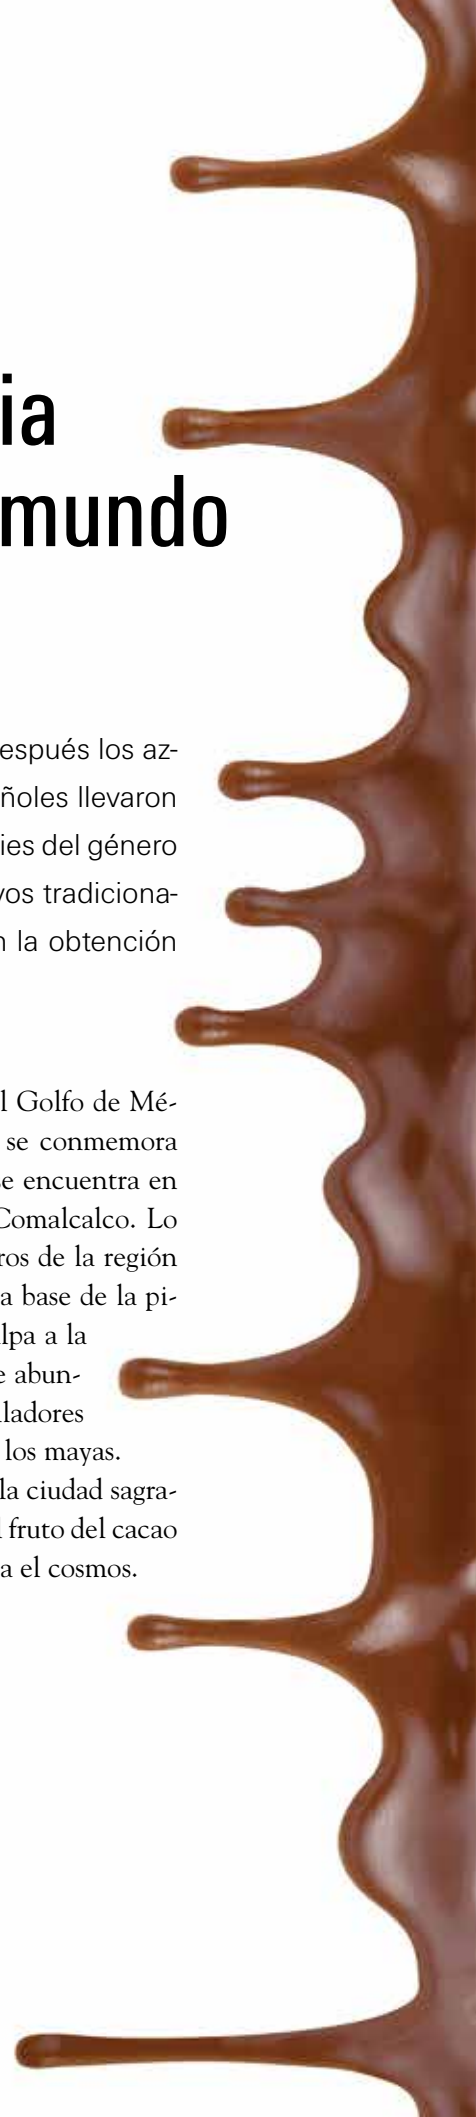 ia
mundo
espués los az-
ñoles llevaron
ies del género
vos tradiciona-
n la obtención
l Golfo de Mé-
se conmemora
se encuentra en
Comalcalco. Lo
ros de la región
a base de la pi-
lpa a la
e abun-
lladores
los mayas.
la ciudad sagra-
l fruto del cacao
a el cosmos.